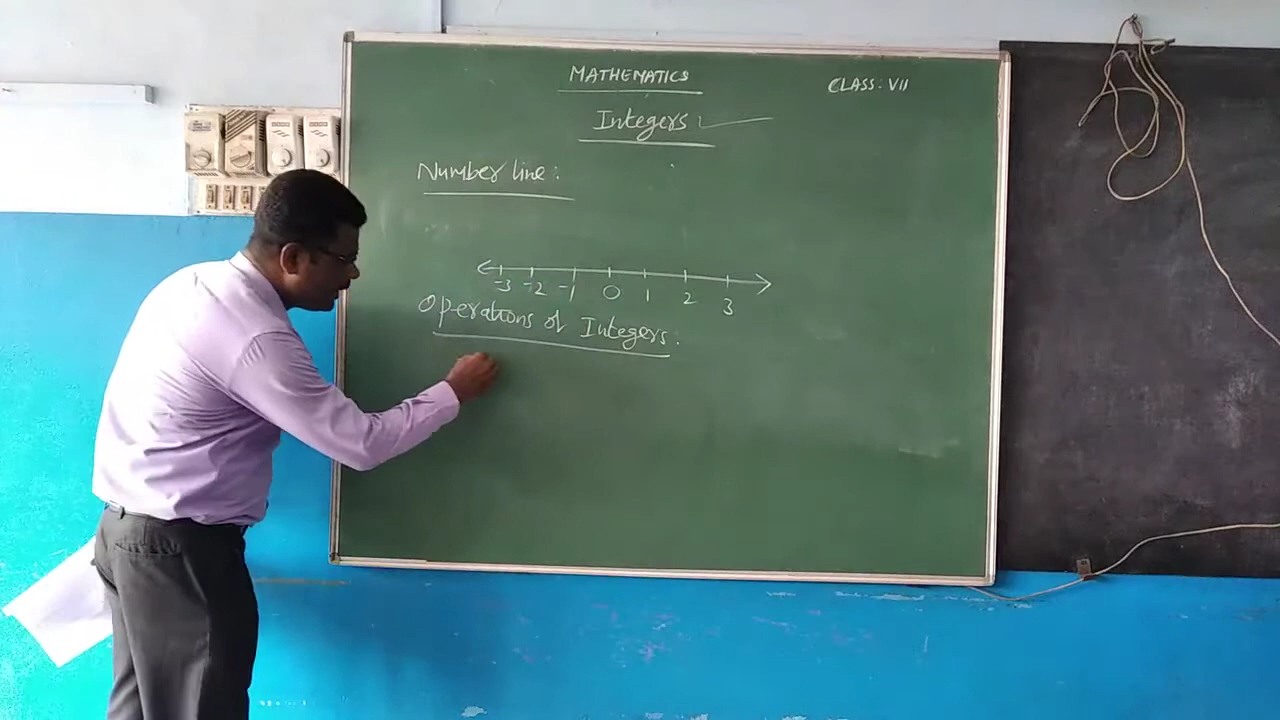 MATHEMATICS
CLASS: VII
Integers:
Number line:
-3 -2 -1 0 1 2 3
Operations of Integers: